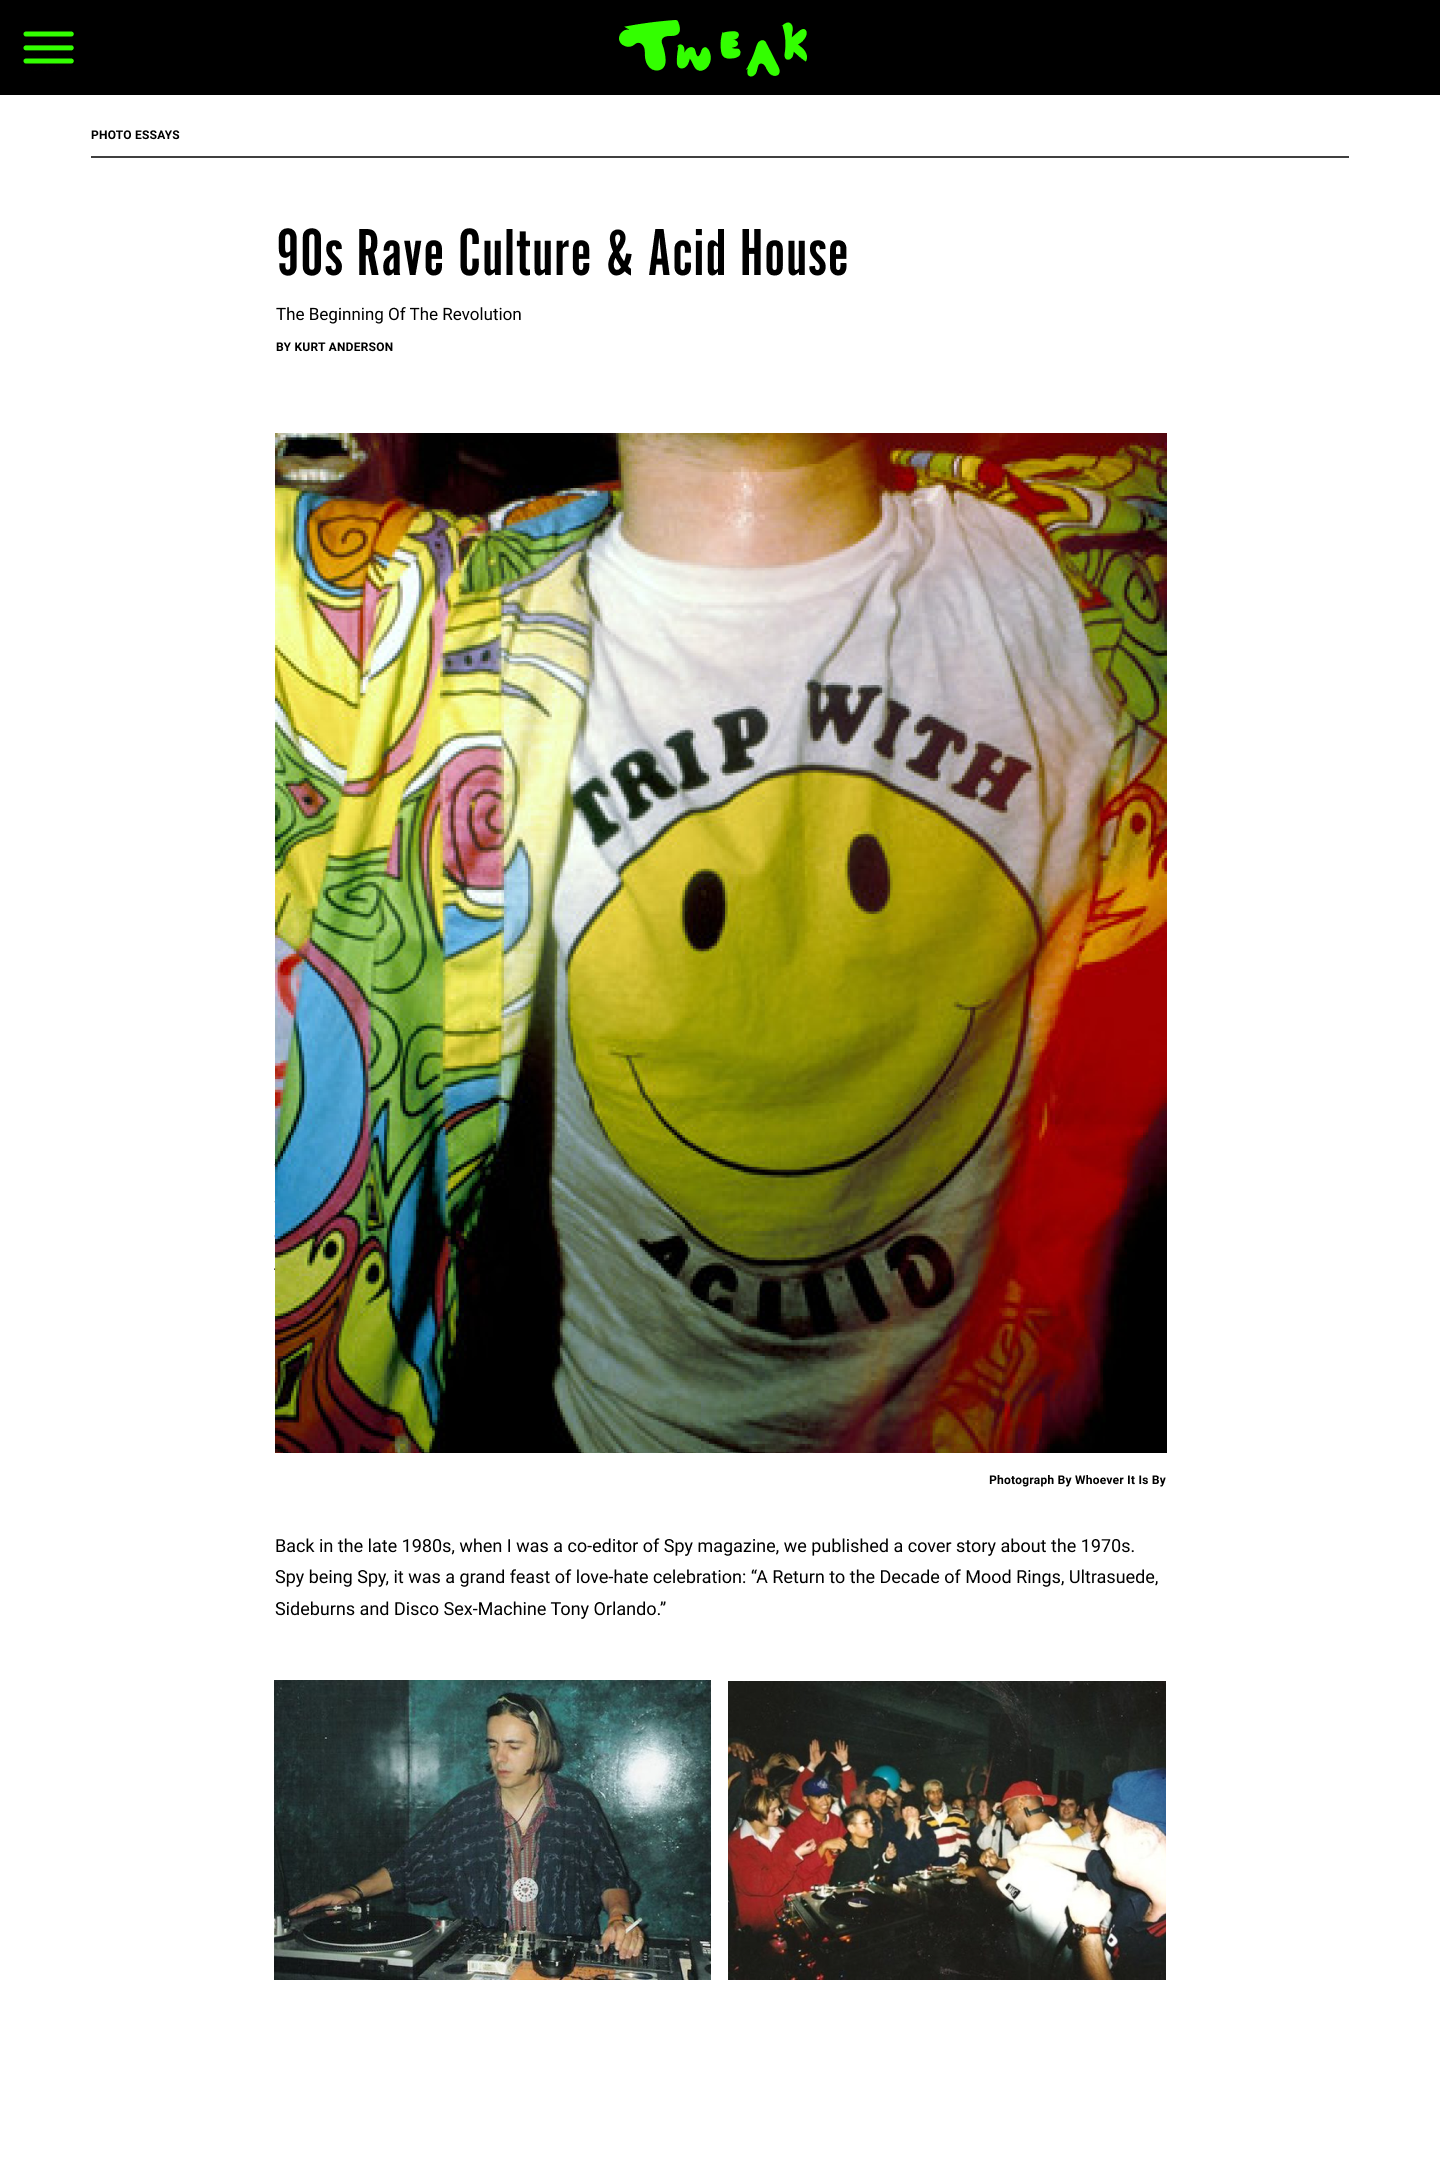 TWEAK
PHOTO ESSAYS
90s Rave Culture & Acid House
The Beginning Of The Revolution
BY KURT ANDERSON
TRIP WITH
ACIIID
Photograph By Whoever It Is By
Back in the late 1980s, when I was a co-editor of Spy magazine, we published a cover story about the 1970s.
Spy being Spy, it was a grand feast of love-hate celebration: “A Return to the Decade of Mood Rings, Ultrasuede,
Sideburns and Disco Sex-Machine Tony Orlando.”